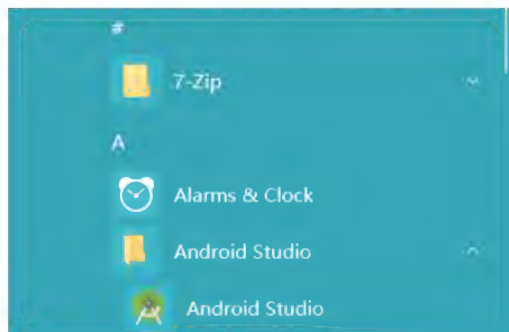 #
7-Zip
A
Alarms & Clock
Android Studio
Android Studio